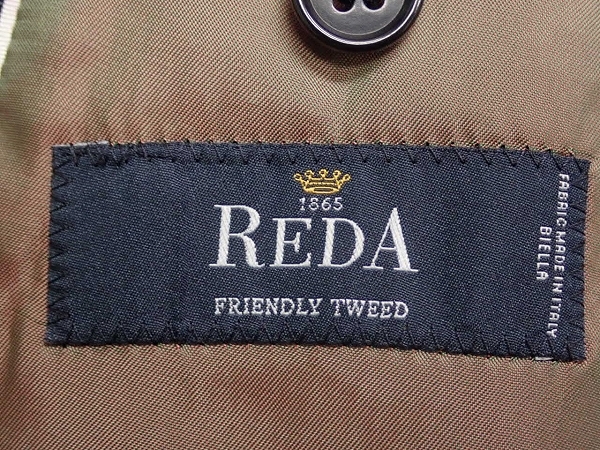 1865
REDA
FRIENDLY TWEED
FABRIC MADE IN ITALY
BIELLA